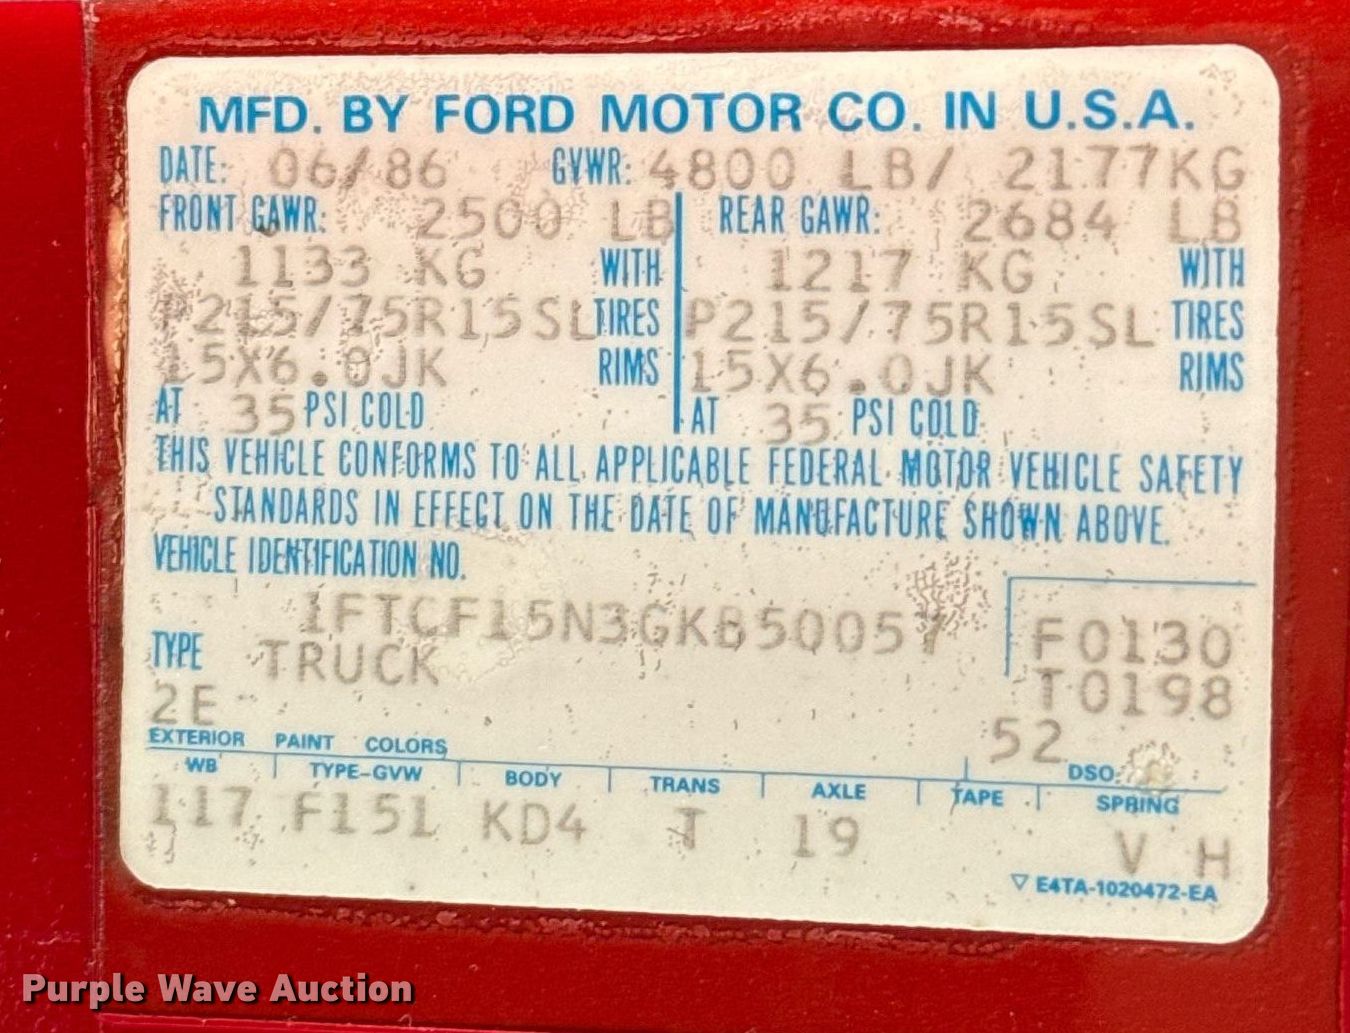 MFD. BY FORD MOTOR CO. IN U.S.A.
DATE: 06/86 GVWR: 4800 LB/ 2177KG
FRONT GAWR: 2500 LB REAR GAWR: 2684 LB
1133 KG WITH 1217 KG WITH
P215/75R15SL TIRES P215/75R15SL TIRES
15X6.0JK RIMS 15X6.0JK RIMS
AT 35 PSI COLD AT 35 PSI COLD
THIS VEHICLE CONFORMS TO ALL APPLICABLE FEDERAL MOTOR VEHICLE SAFETY
STANDARDS IN EFFECT ON THE DATE OF MANUFACTURE SHOWN ABOVE.
VEHICLE IDENTIFICATION NO.
1FTCF15N3GKB50057
F0130
TYPE TRUCK
T0198
2E
52
EXTERIOR PAINT COLORS DSO:
WB TYPE-GVW BODY TRANS AXLE TAPE SPRING
117 F151 KD4 T 19 V H
▽ E4TA-1020472-EA
Purple Wave Auction